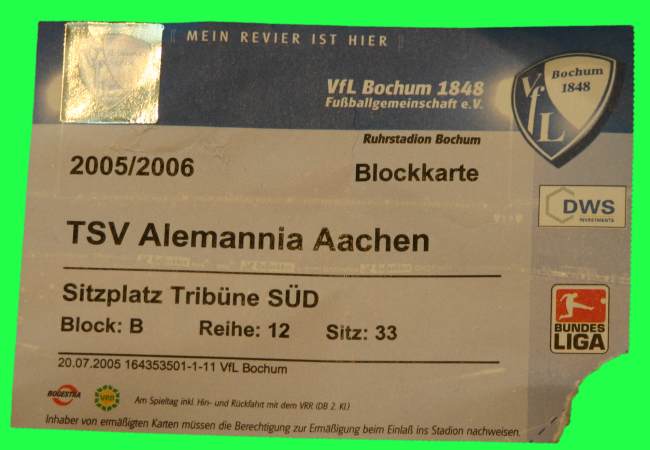 MEIN REVIER IST HIER
VfL Bochum 1848
Fußballgemeinschaft e.V.
VfL
Bochum
1848
Ruhrstadion Bochum
2005/2006
Blockkarte
DWS
INVESTMENTS
TSV Alemannia Aachen
Sitzplatz Tribüne SÜD
Block: B Reihe: 12 Sitz: 33
BUNDES
LIGA
20.07.2005 164353501-1-11 VfL Bochum
BOGESTRA
VRR
Am Spieltag inkl. Hin- und Rückfahrt mit dem VRR (DB 2. Kl.)
Inhaber von ermäßigten Karten müssen die Berechtigung zur Ermäßigung beim Einlaß ins Stadion nachweisen.